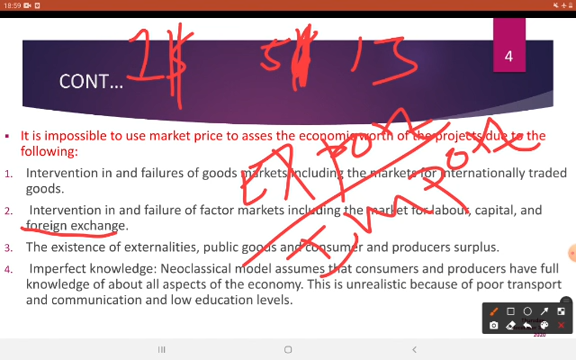 18:59
4
1$ 5$ 13
CONT...
It is impossible to use market price to asses the economic worth of the projects due to the
following:
1. Intervention in and failures of goods markets including the markets for internationally traded
goods.
2. Intervention in and failure of factor markets including the market for labour, capital, and
foreign exchange.
3. The existence of externalities, public goods and consumer and producers surplus.
4. Imperfect knowledge: Neoclassical model assumes that consumers and producers have full
knowledge of about all aspects of the economy. This is unrealistic because of poor transport
and communication and low education levels.
Export
2020